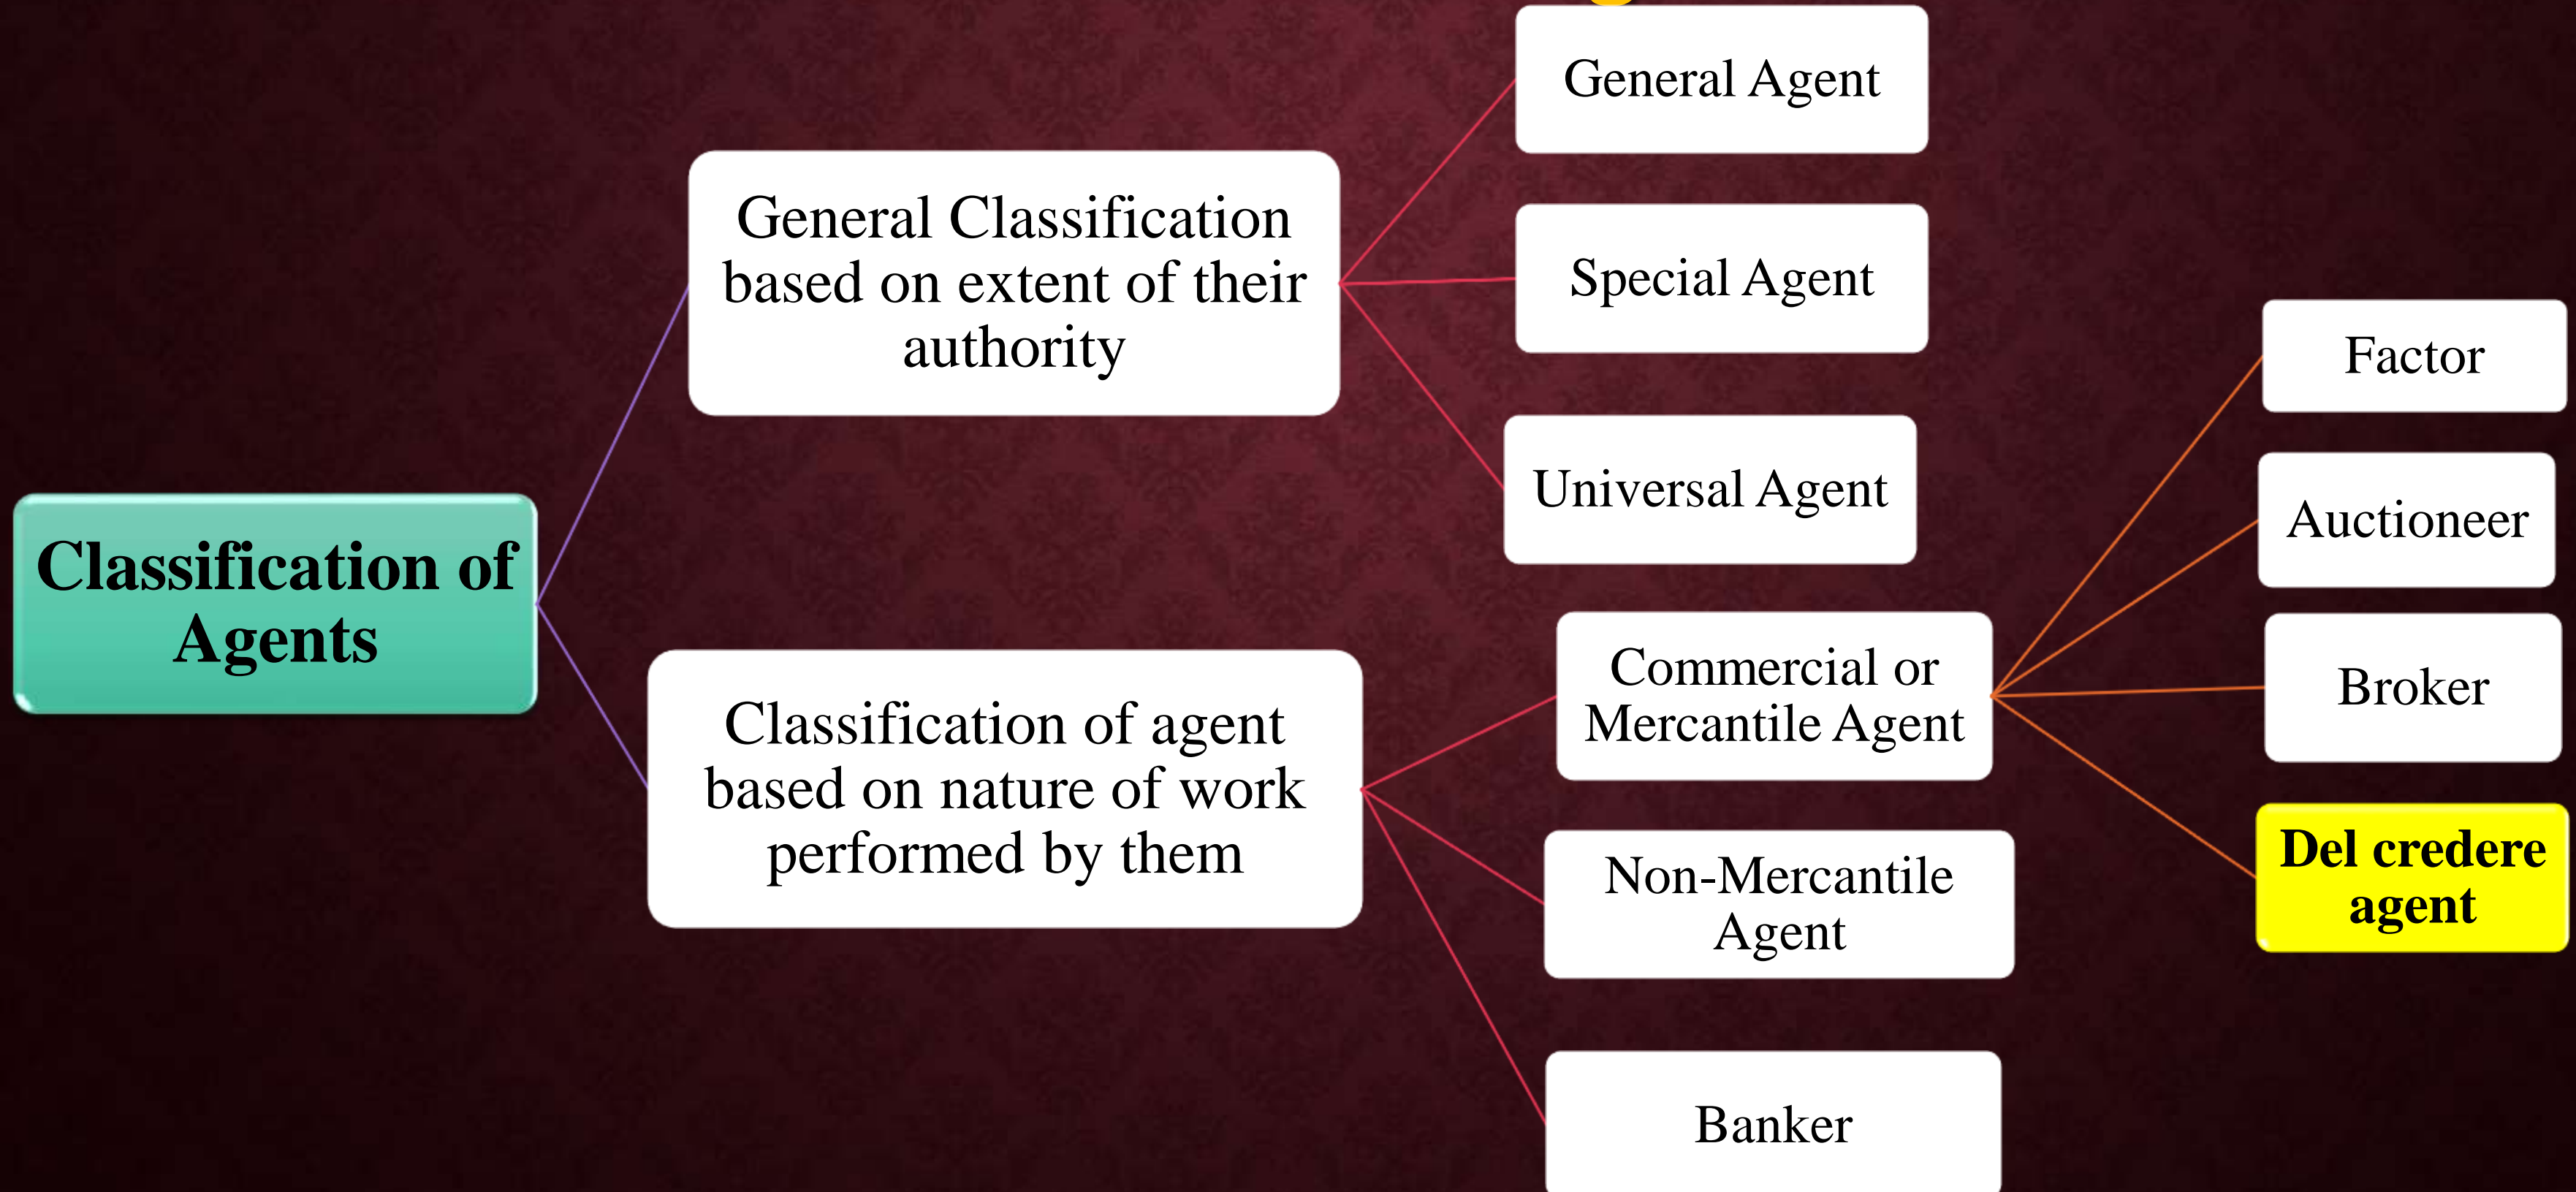 Classification of
Agents
General Classification
based on extent of their
authority
General Agent
Special Agent
Universal Agent
Classification of agent
based on nature of work
performed by them
Commercial or
Mercantile Agent
Factor
Auctioneer
Broker
Del credere
agent
Non-Mercantile
Agent
Banker